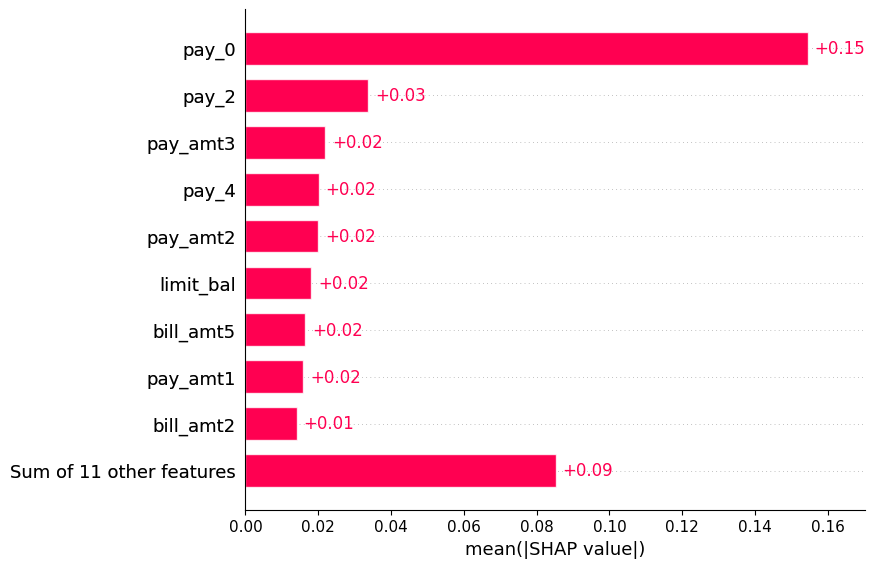 pay_0 +0.15
pay_2 +0.03
pay_amt3 +0.02
pay_4 +0.02
pay_amt2 +0.02
limit_bal +0.02
bill_amt5 +0.02
pay_amt1 +0.02
bill_amt2 +0.01
Sum of 11 other features +0.09
0.00 0.02 0.04 0.06 0.08 0.10 0.12 0.14 0.16
mean(|SHAP value|)